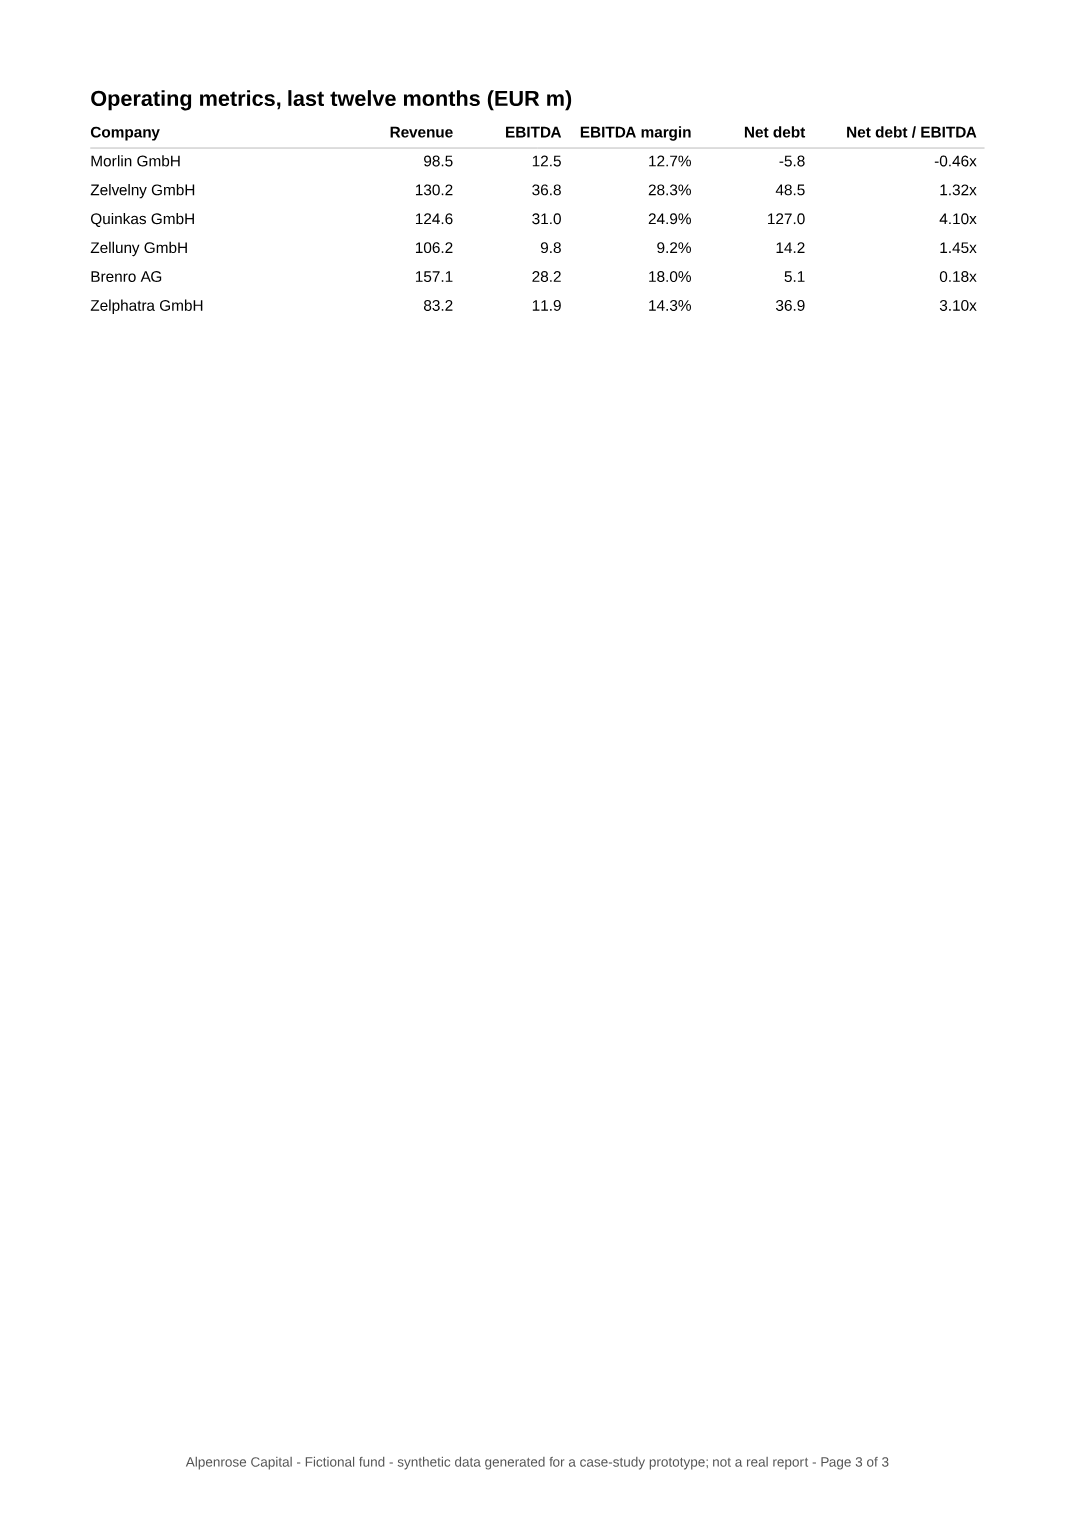 Operating metrics, last twelve months (EUR m)
Company Revenue EBITDA EBITDA margin Net debt Net debt / EBITDA
Morlin GmbH 98.5 12.5 12.7% -5.8 -0.46x
Zelvelny GmbH 130.2 36.8 28.3% 48.5 1.32x
Quinkas GmbH 124.6 31.0 24.9% 127.0 4.10x
Zelluny GmbH 106.2 9.8 9.2% 14.2 1.45x
Brenro AG 157.1 28.2 18.0% 5.1 0.18x
Zelphatra GmbH 83.2 11.9 14.3% 36.9 3.10x
Alpenrose Capital - Fictional fund - synthetic data generated for a case-study prototype; not a real report - Page 3 of 3